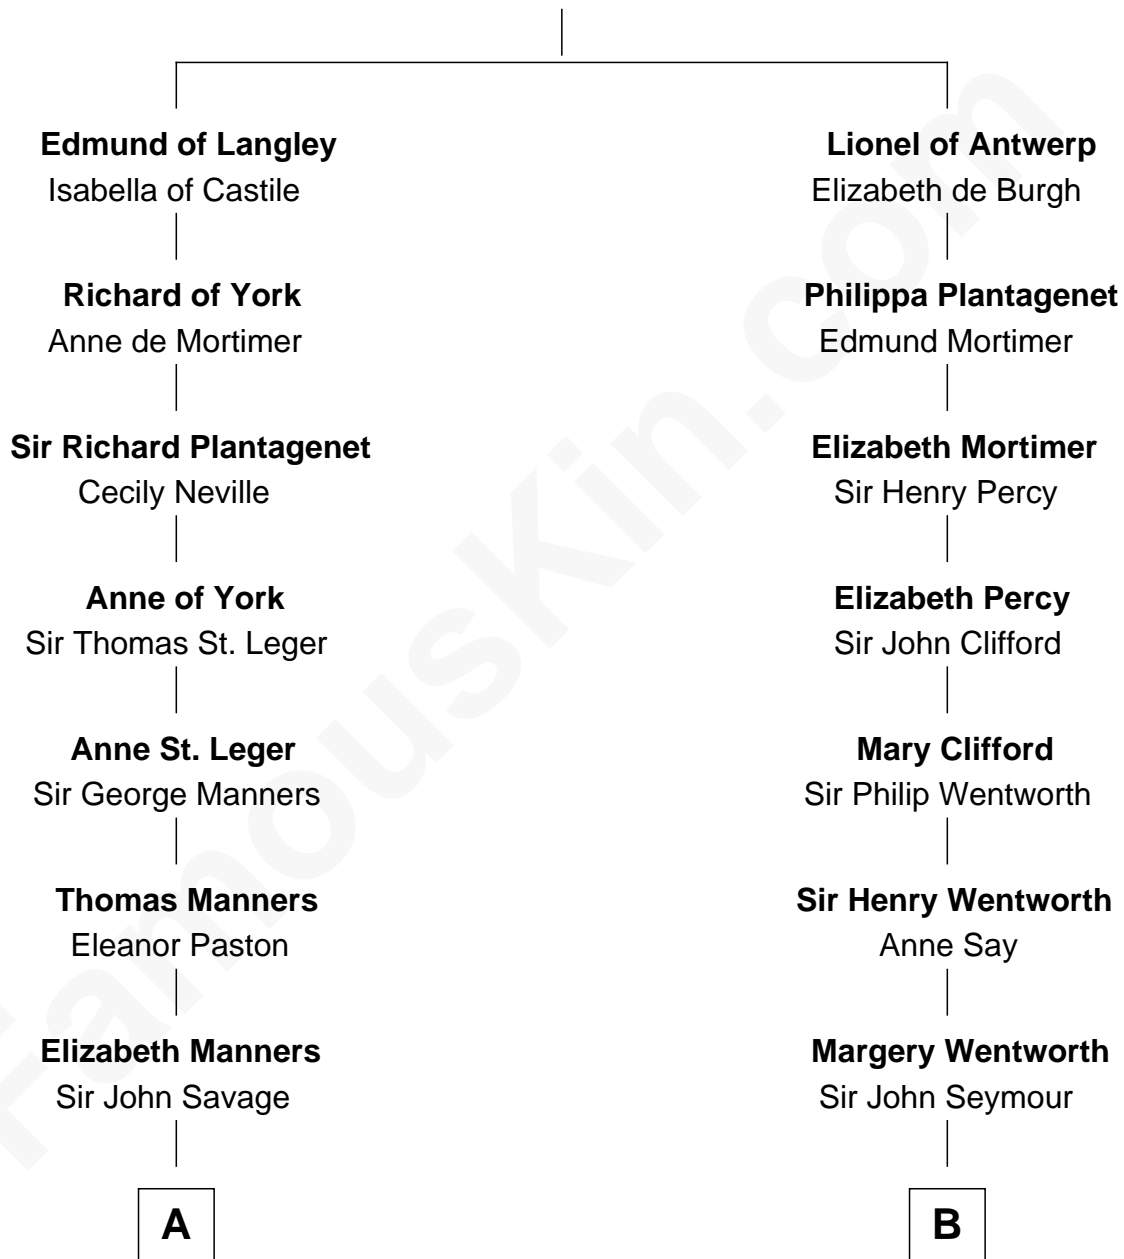 Edmund of Langley
Isabella of Castile
Lionel of Antwerp
Elizabeth de Burgh
Richard of York
Anne de Mortimer
Philippa Plantagenet
Edmund Mortimer
Sir Richard Plantagenet
Cecily Neville
Elizabeth Mortimer
Sir Henry Percy
Anne of York
Sir Thomas St. Leger
Elizabeth Percy
Sir John Clifford
Anne St. Leger
Sir George Manners
Mary Clifford
Sir Philip Wentworth
Thomas Manners
Eleanor Paston
Sir Henry Wentworth
Anne Say
Elizabeth Manners
Sir John Savage
Margery Wentworth
Sir John Seymour
A
B
FamousKin.com